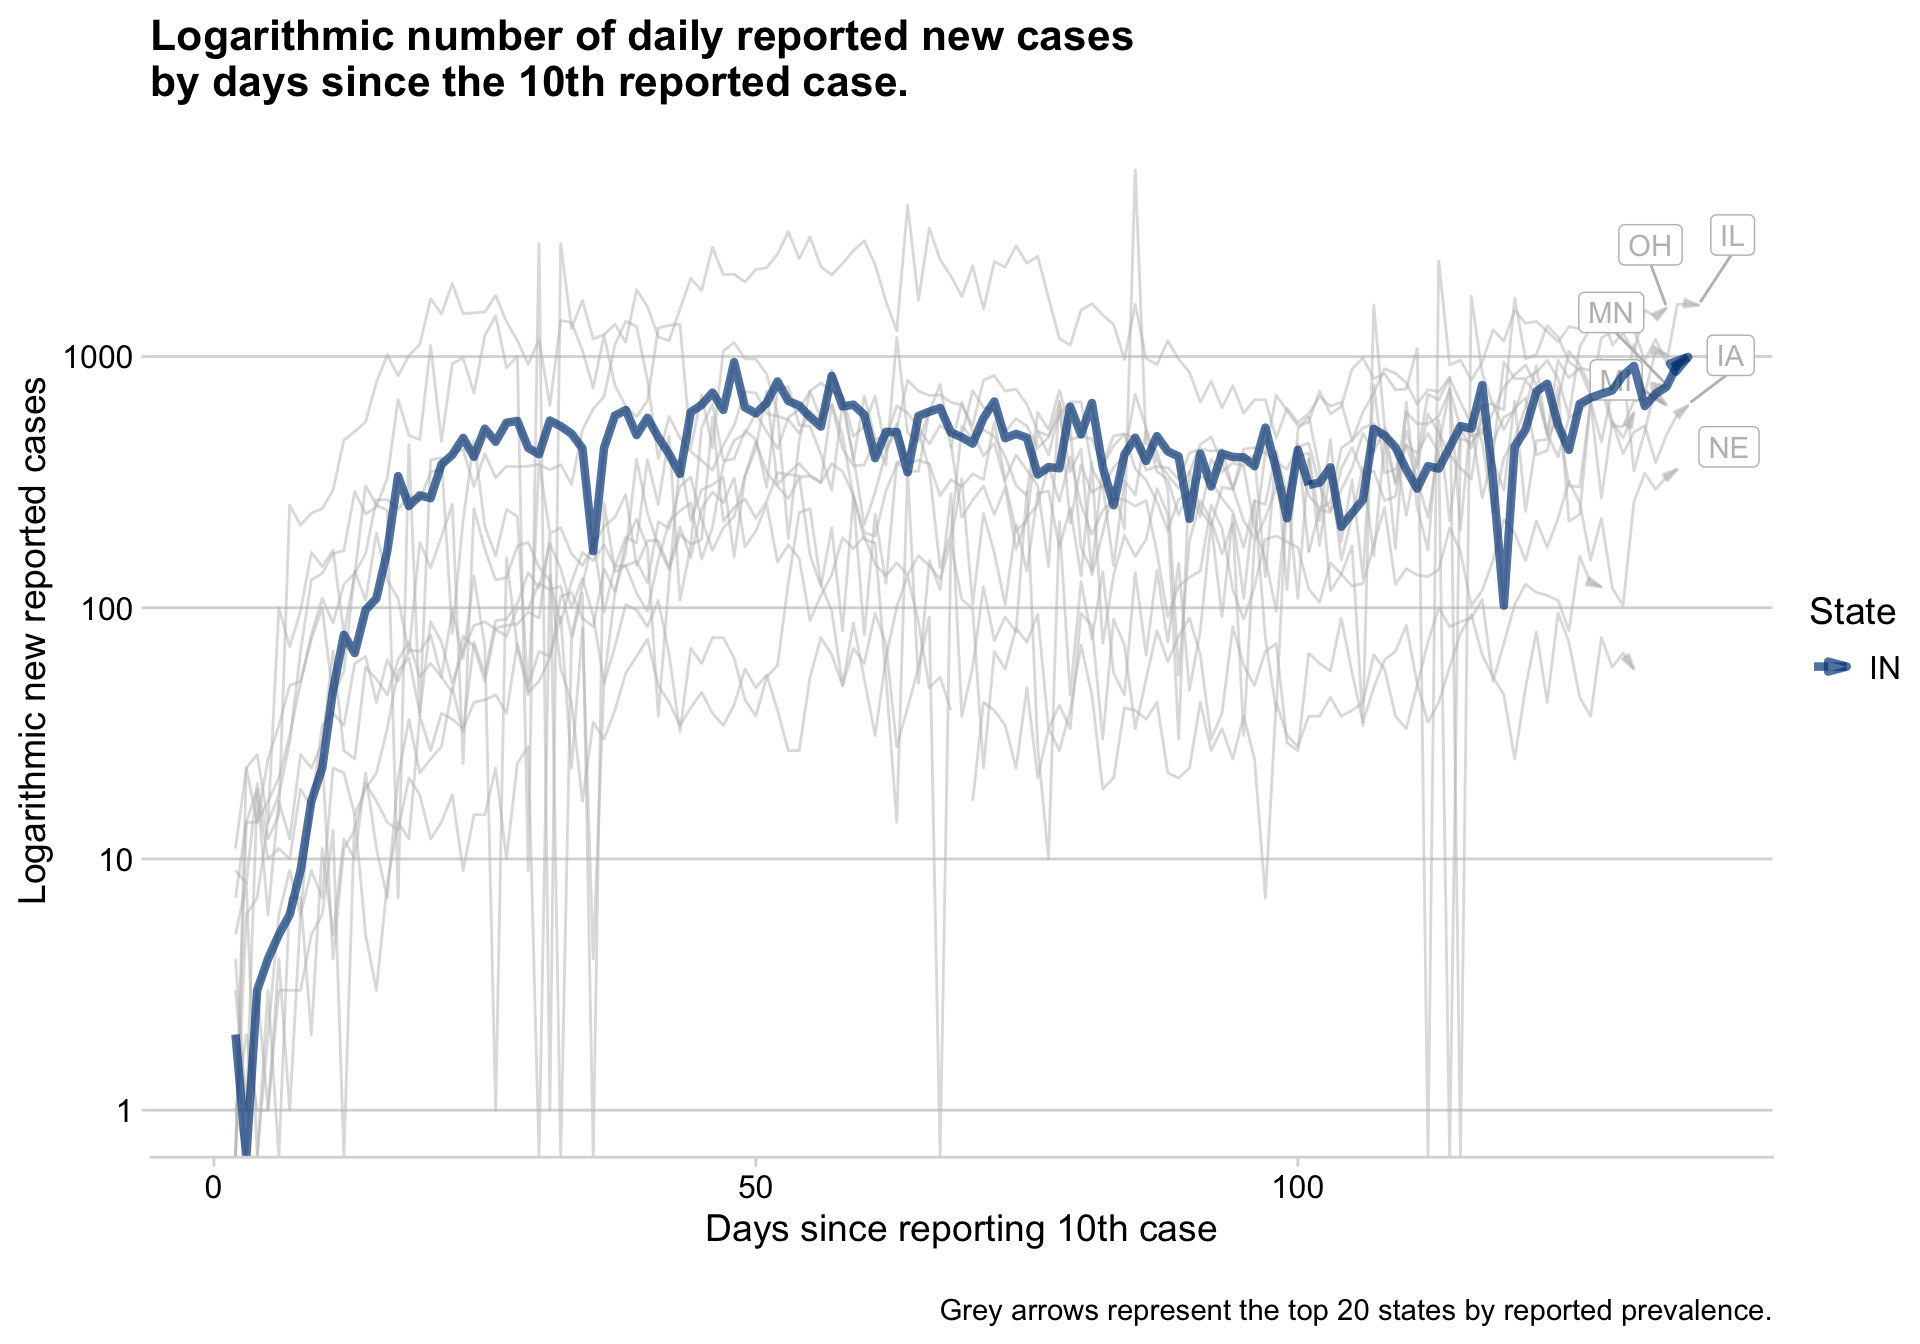 Logarithmic number of daily reported new cases
by days since the 10th reported case.
OH
IL
MN
IA
MI
NE
1000
100
10
1
Logarithmic new reported cases
0
50
100
Days since reporting 10th case
State
IN
Grey arrows represent the top 20 states by reported prevalence.